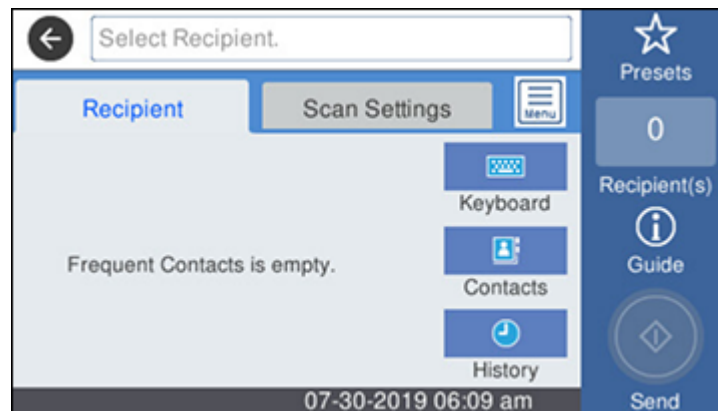 Select Recipient.
Presets
Recipient
Scan Settings
Menu
0
Recipient(s)
Keyboard
Guide
Frequent Contacts is empty.
Contacts
History
07-30-2019 06:09 am
Send